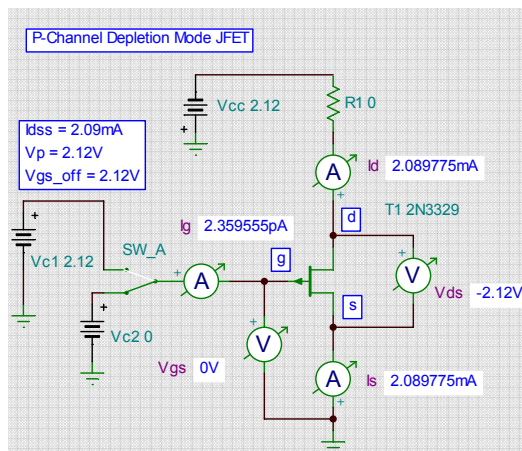 P-Channel Depletion Mode JFET
Vcc 2.12
R1 0
Idss = 2.09mA
Vp = 2.12V
Vgs_off = 2.12V
A
Id 2.089775mA
Ig 2.359555pA
d
T1 2N3329
Vc1 2.12
SW_A
A
g
V
Vds -2.12V
s
Vc2 0
V
Vgs 0V
A
Is 2.089775mA